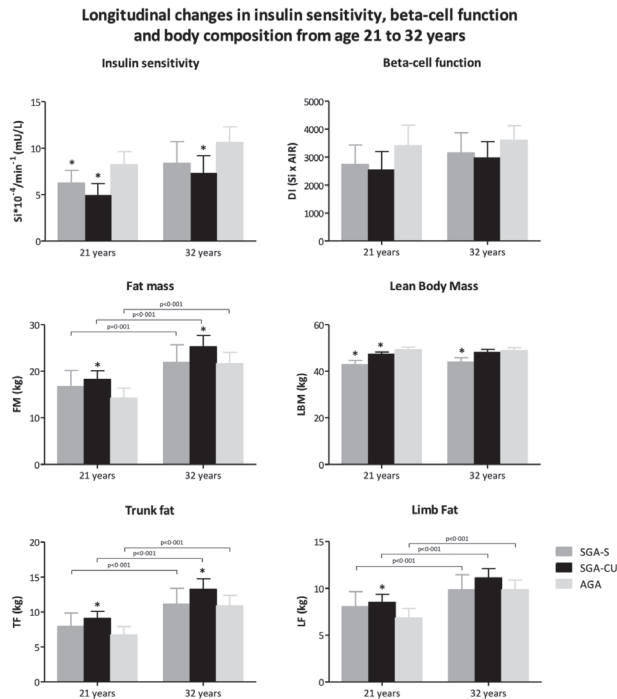 Longitudinal changes in insulin sensitivity, beta-cell function
and body composition from age 21 to 32 years
Insulin sensitivity
Si*10⁻⁴/min⁻¹ (mU/L)
15
10
5
0
*
*
*
21 years
32 years
Beta-cell function
DI (Si x AIR)
5000
4000
3000
2000
1000
0
21 years
32 years
Fat mass
FM (kg)
30
20
10
0
p<0·001
p<0·001
p=0·001
*
*
21 years
32 years
Lean Body Mass
LBM (kg)
60
40
20
0
*
*
*
21 years
32 years
Trunk fat
TF (kg)
20
15
10
5
0
p<0·001
p<0·001
p<0·001
*
*
21 years
32 years
Limb Fat
LF (kg)
15
10
5
0
p<0·001
p<0·001
p<0·001
*
21 years
32 years
SGA-S
SGA-CU
AGA